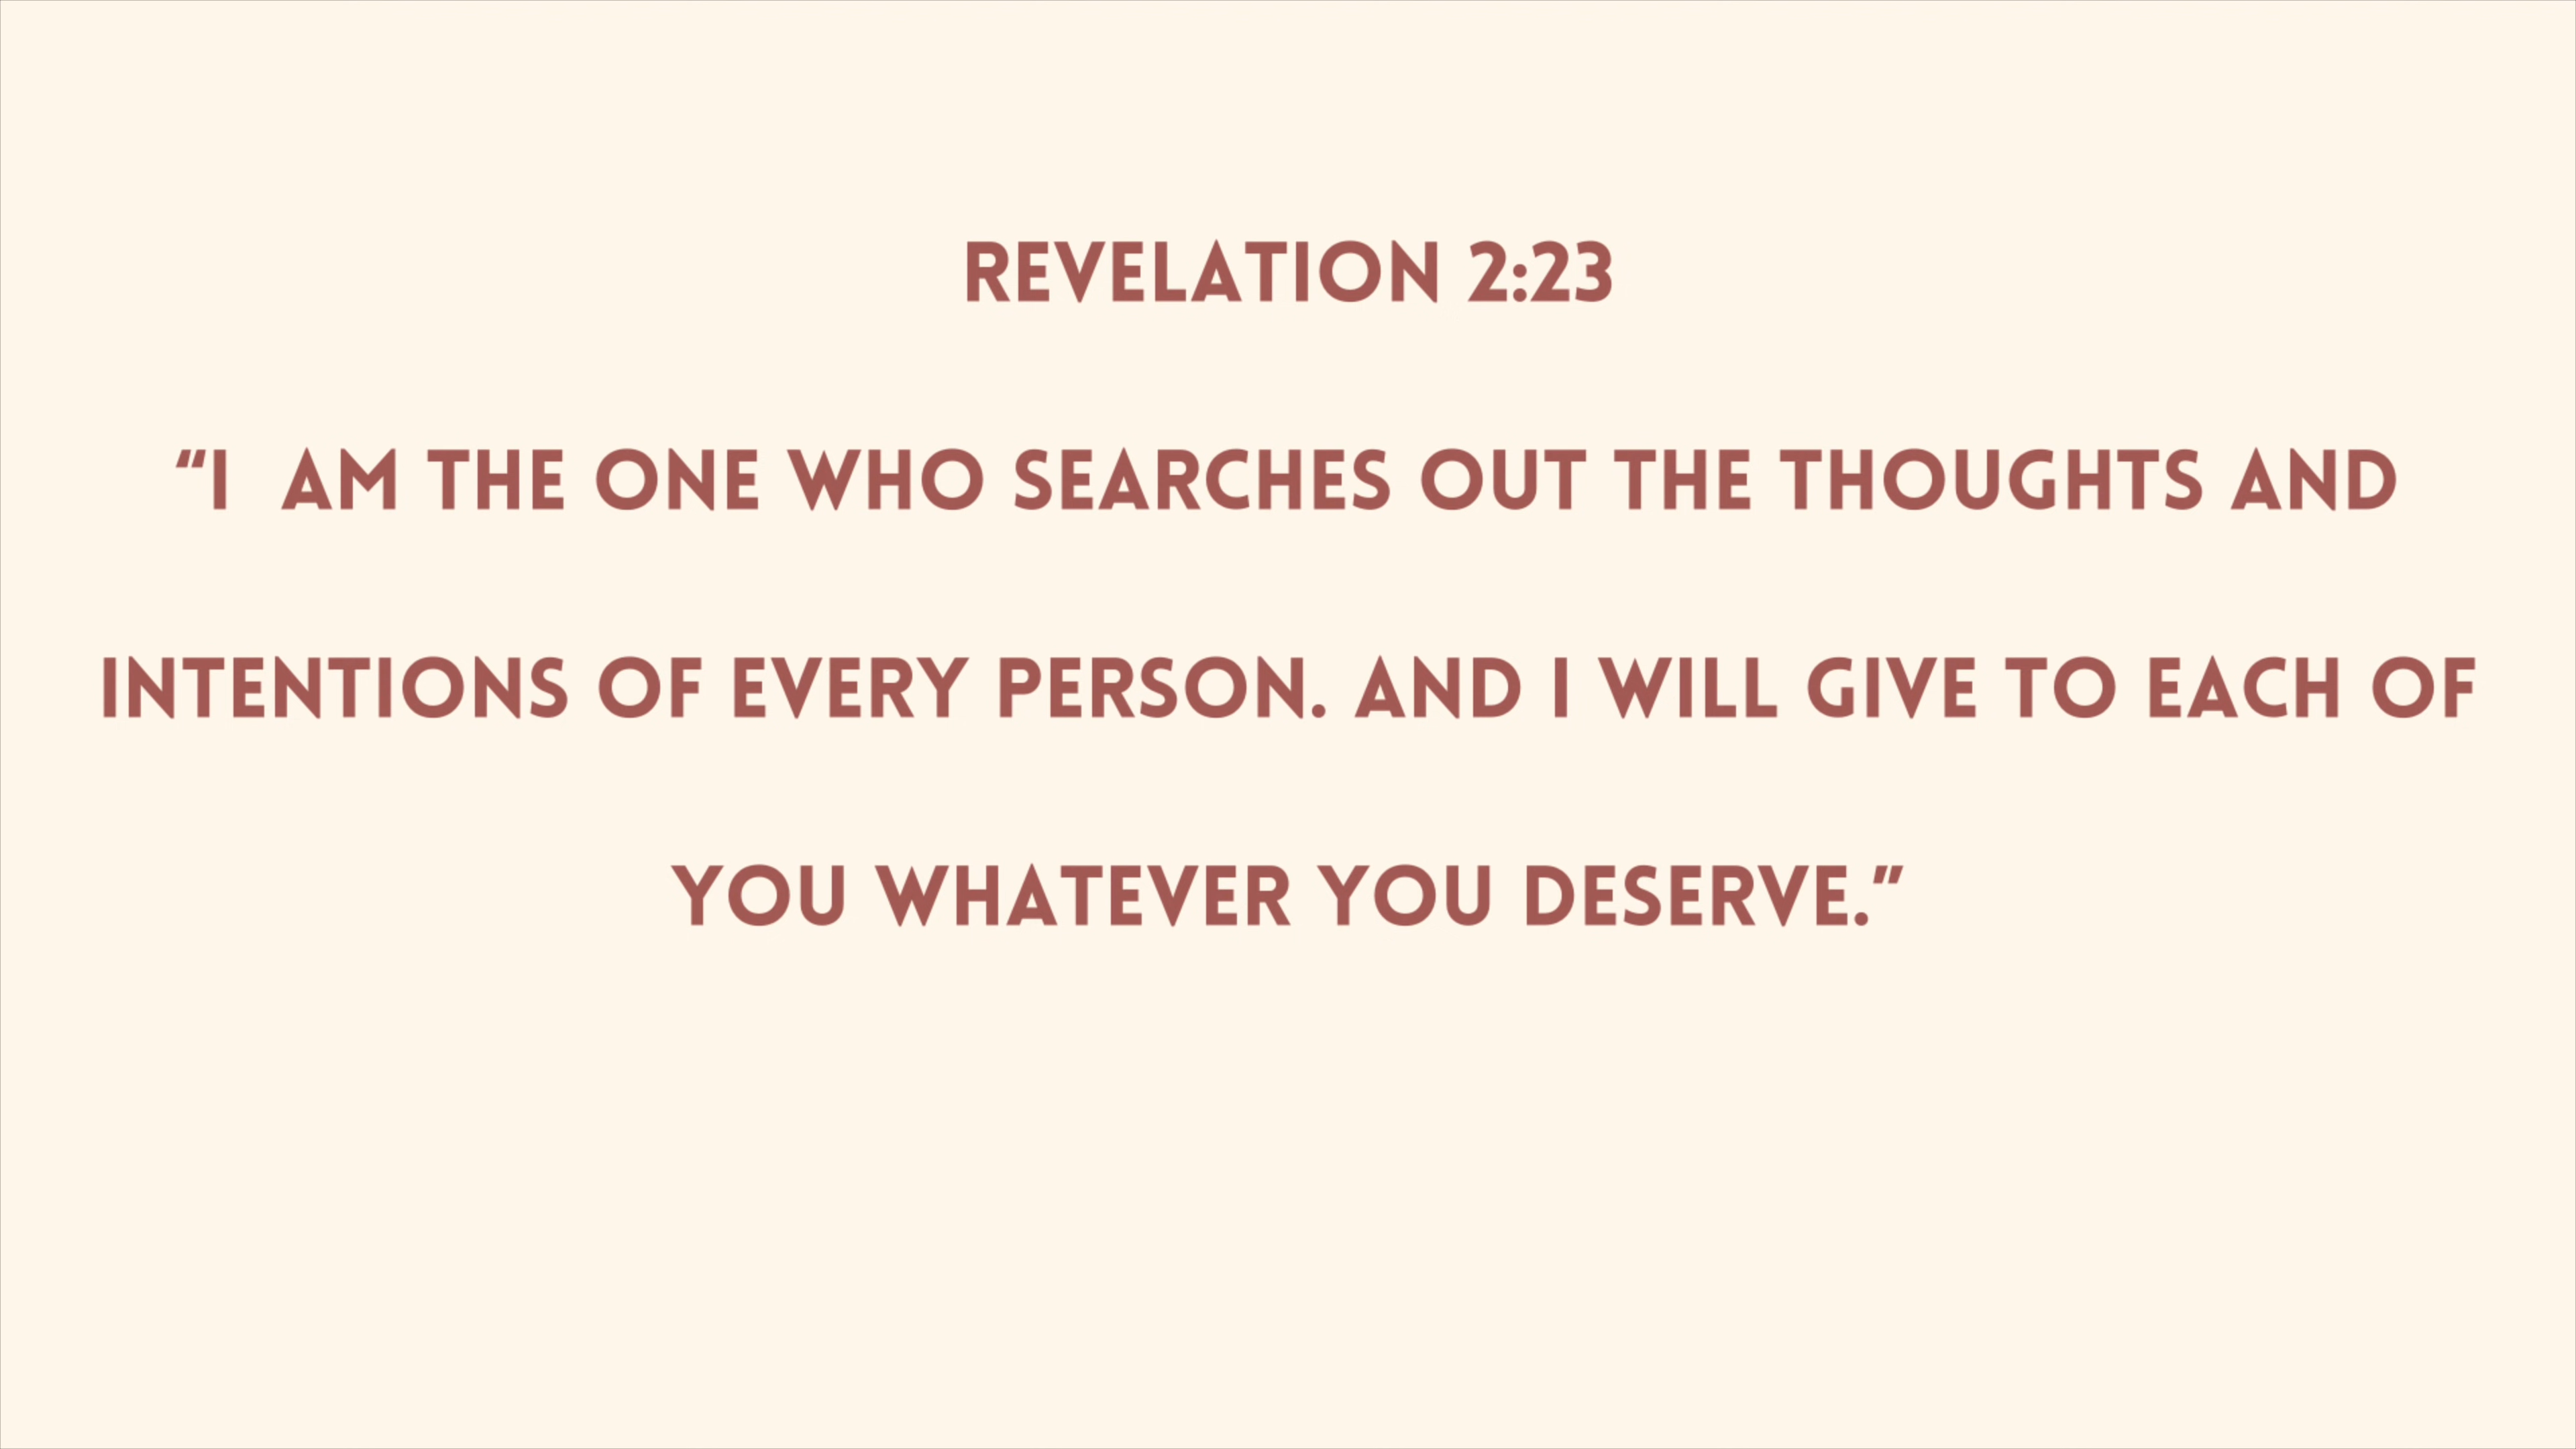 REVELATION 2:23
“I  AM THE ONE WHO SEARCHES OUT THE THOUGHTS AND
INTENTIONS OF EVERY PERSON. AND I WILL GIVE TO EACH OF
YOU WHATEVER YOU DESERVE.”